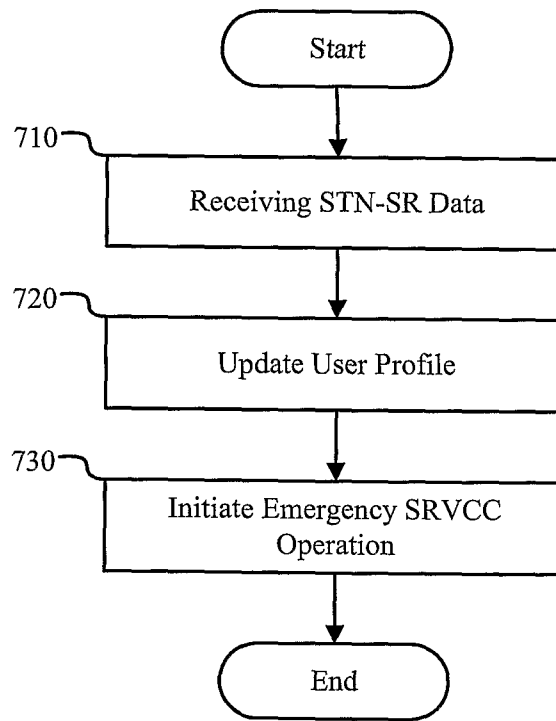 Start
710
Receiving STN-SR Data
720
Update User Profile
730
Initiate Emergency SRVCC
Operation
End